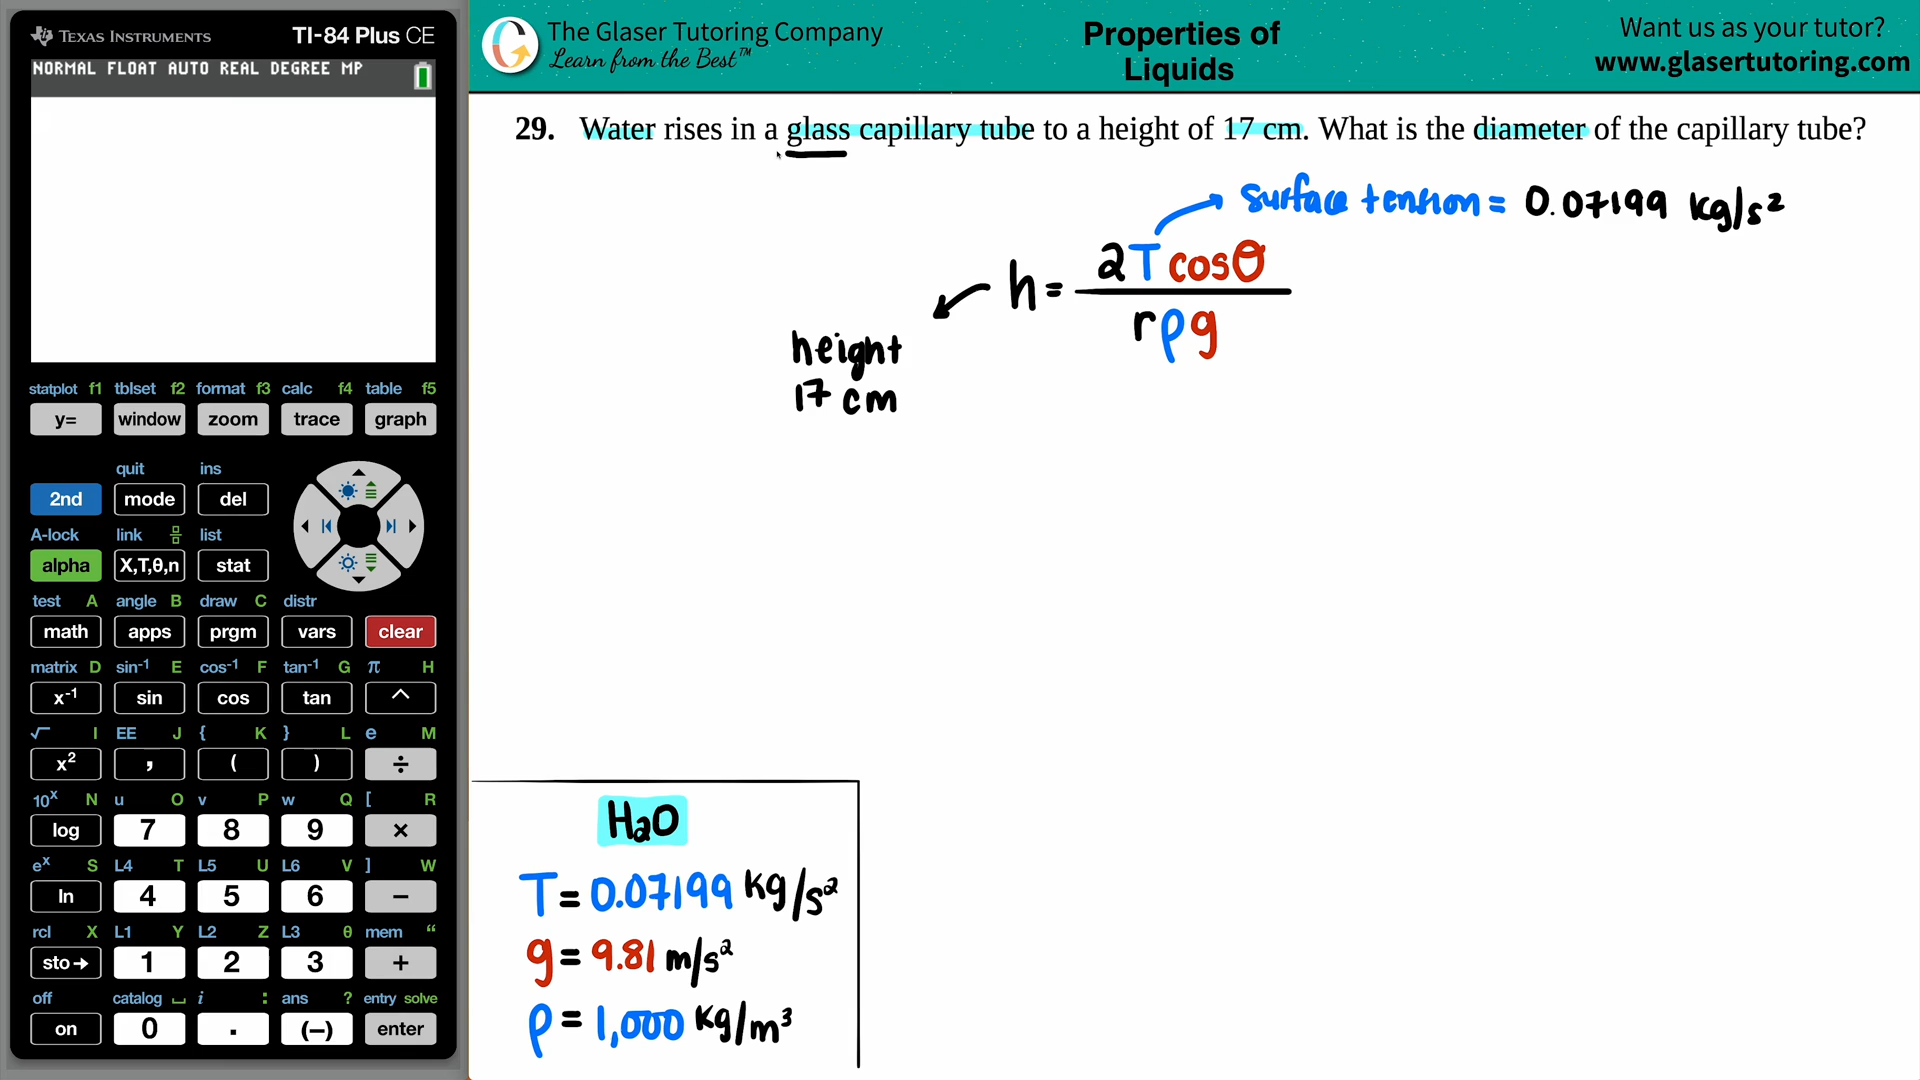 TEXAS INSTRUMENTS TI-84 Plus CE
NORMAL FLOAT AUTO REAL DEGREE MP
statplot f1 tblset f2 format f3 calc f4 table f5
y= window zoom trace graph
quit ins
2nd mode del
A-lock link list
alpha X,T,θ,n stat
test A angle B draw C distr
math apps prgm vars clear
matrix D sin⁻¹ E cos⁻¹ F tan⁻¹ G π H
x⁻¹ sin cos tan ^
√ I EE J { K } L e M
x² , ( ) ÷
10ˣ N u O v P w Q [ R
log 7 8 9 ×
eˣ S L4 T L5 U L6 V ] W
ln 4 5 6 −
rcl X L1 Y L2 Z L3 θ mem “
sto→ 1 2 3 +
off catalog ⎵ i : ans ? entry solve
on 0 . (−) enter
The Glaser Tutoring Company
Learn from the Best™
Properties of
Liquids
Want us as your tutor?
www.glasertutoring.com
29. Water rises in a glass capillary tube to a height of 17 cm. What is the diameter of the capillary tube?
surface tension = 0.07199 kg/s²
h = 2Tcosθ
rρg
height
17 cm
H₂O
T = 0.07199 kg/s²
g = 9.81 m/s²
ρ = 1,000 kg/m³